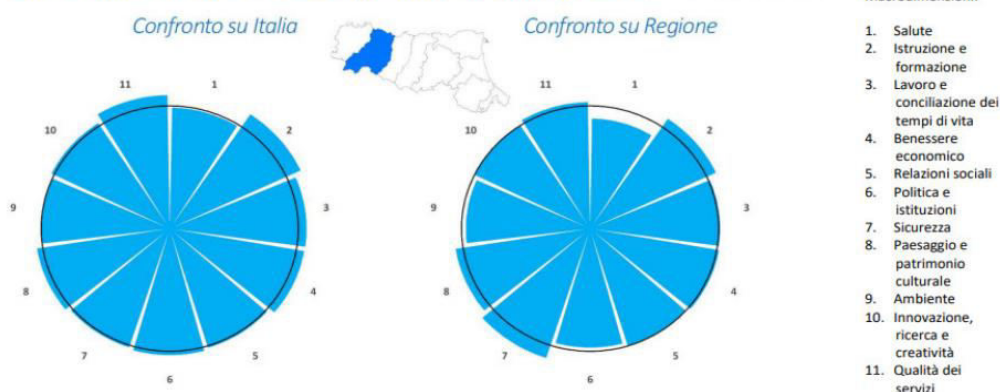 Confronto su Italia
11
1
10
2
9
3
8
4
7
5
6
Confronto su Regione
11
1
10
2
9
3
8
4
7
5
6
1. Salute
2. Istruzione e
formazione
3. Lavoro e
conciliazione dei
tempi di vita
4. Benessere
economico
5. Relazioni sociali
6. Politica e
istituzioni
7. Sicurezza
8. Paesaggio e
patrimonio
culturale
9. Ambiente
10. Innovazione,
ricerca e
creatività
11. Qualità dei
servizi